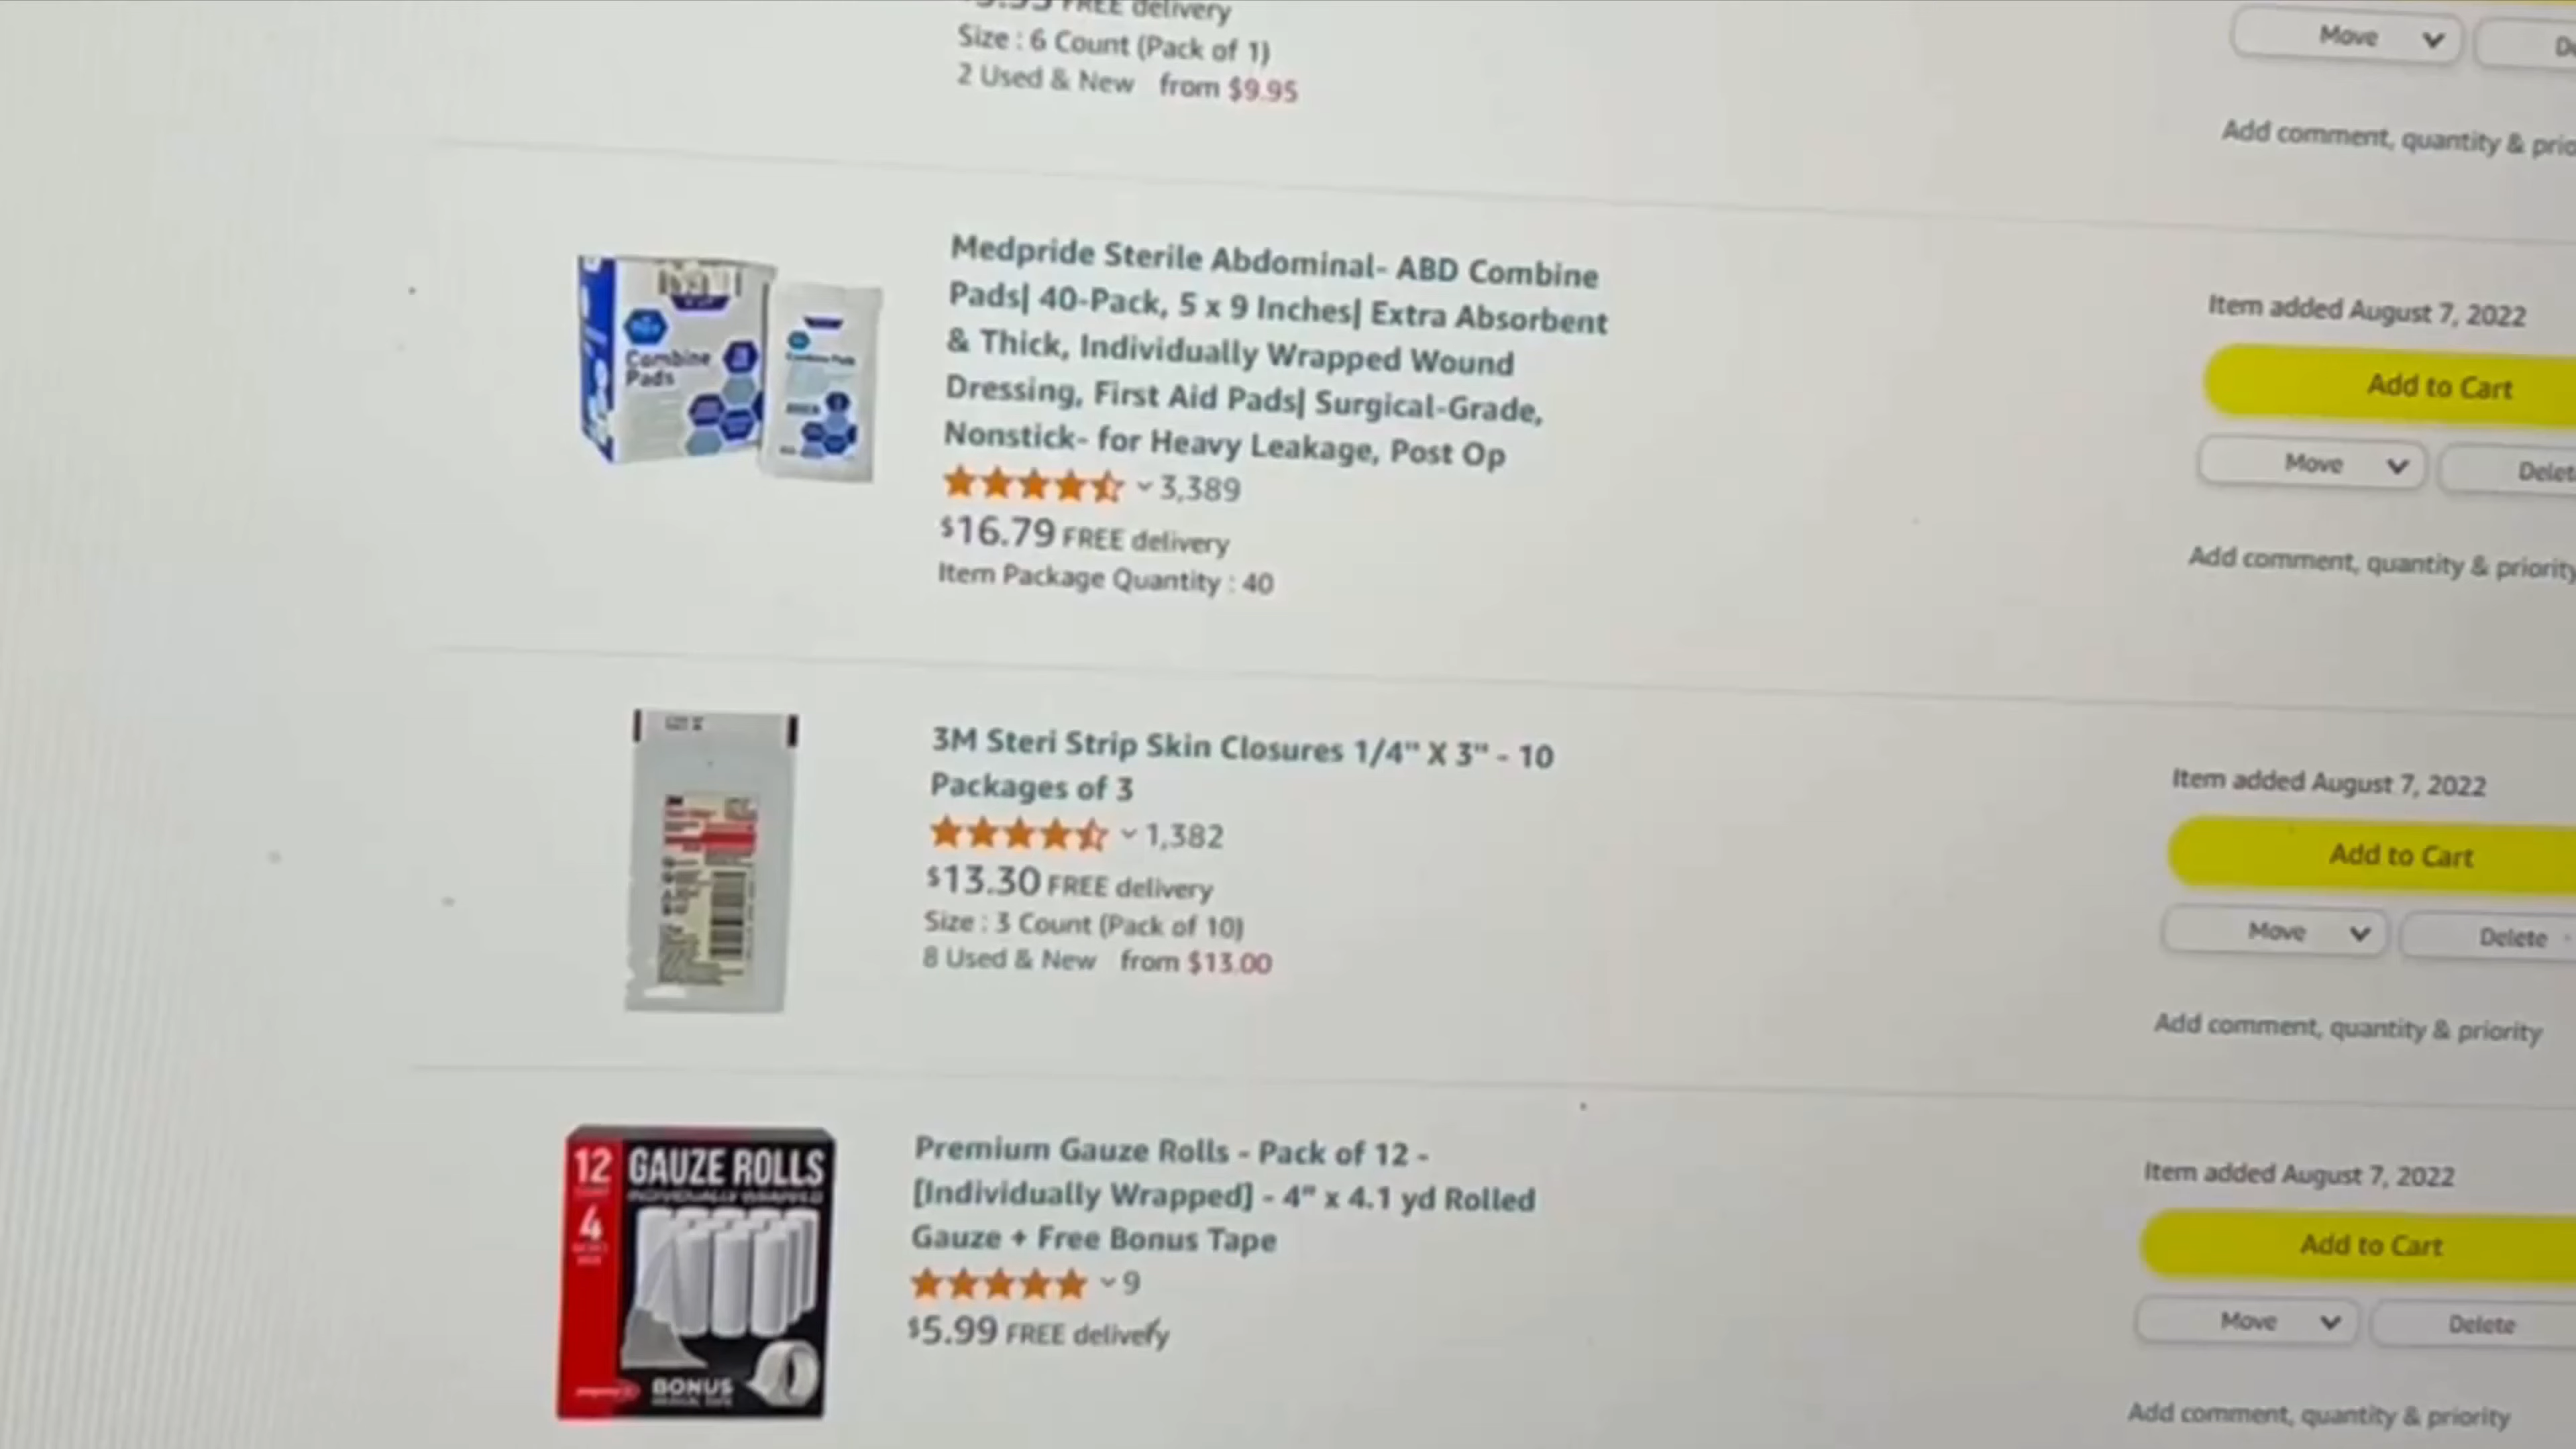 FREE delivery
Size : 6 Count (Pack of 1)
2 Used & New from $9.95
Move
Add comment, quantity &
Combine
Pads
Medpride Sterile Abdominal- ABD Combine
Pads| 40-Pack, 5 x 9 Inches| Extra Absorbent
& Thick, Individually Wrapped Wound
Dressing, First Aid Pads| Surgical-Grade,
Nonstick- for Heavy Leakage, Post Op
3,389
$16.79 FREE delivery
Item Package Quantity : 40
Item added August 7, 2022
Add to Cart
Move Delet
Add comment, quantity & priority
3M Steri Strip Skin Closures 1/4" X 3" - 10
Packages of 3
1,382
$13.30 FREE delivery
Size : 3 Count (Pack of 10)
8 Used & New from $13.00
Item added August 7, 2022
Add to Cart
Move Delete
Add comment, quantity & priority
12 GAUZE ROLLS
INDIVIDUALLY WRAPPED
4
BONUS
Premium Gauze Rolls - Pack of 12 -
[Individually Wrapped] - 4" x 4.1 yd Rolled
Gauze + Free Bonus Tape
9
$5.99 FREE delivery
Item added August 7, 2022
Add to Cart
Move Delete
Add comment, quantity & priority